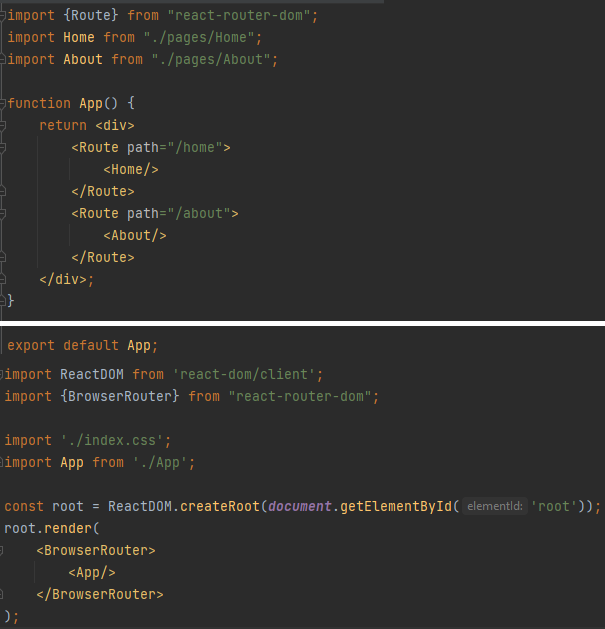 import {Route} from "react-router-dom";
import Home from "./pages/Home";
import About from "./pages/About";
function App() {
return <div>
<Route path="/home">
<Home/>
</Route>
<Route path="/about">
<About/>
</Route>
</div>;
}
export default App;
import ReactDOM from 'react-dom/client';
import {BrowserRouter} from "react-router-dom";
import './index.css';
import App from './App';
const root = ReactDOM.createRoot(document.getElementById( elementId: 'root'));
root.render(
<BrowserRouter>
<App/>
</BrowserRouter>
);